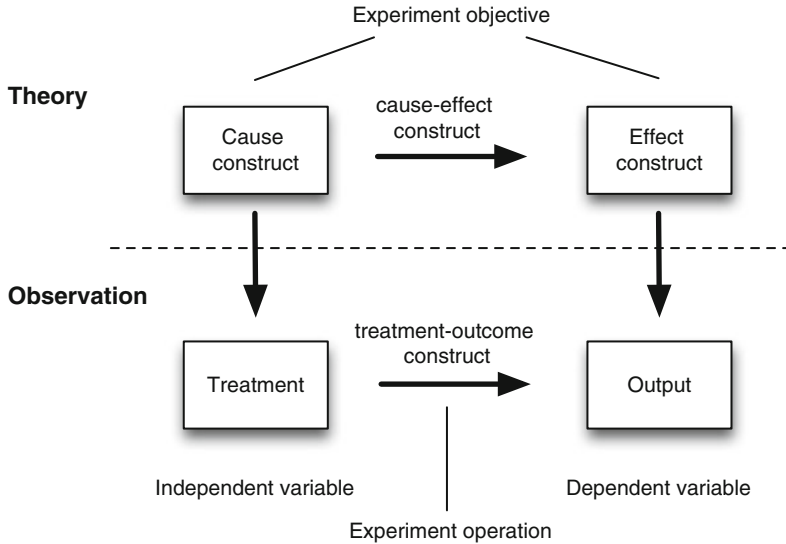 Experiment objective
Theory
cause-effect
construct
Cause
construct
Effect
construct
Observation
treatment-outcome
construct
Treatment
Output
Independent variable
Dependent variable
Experiment operation